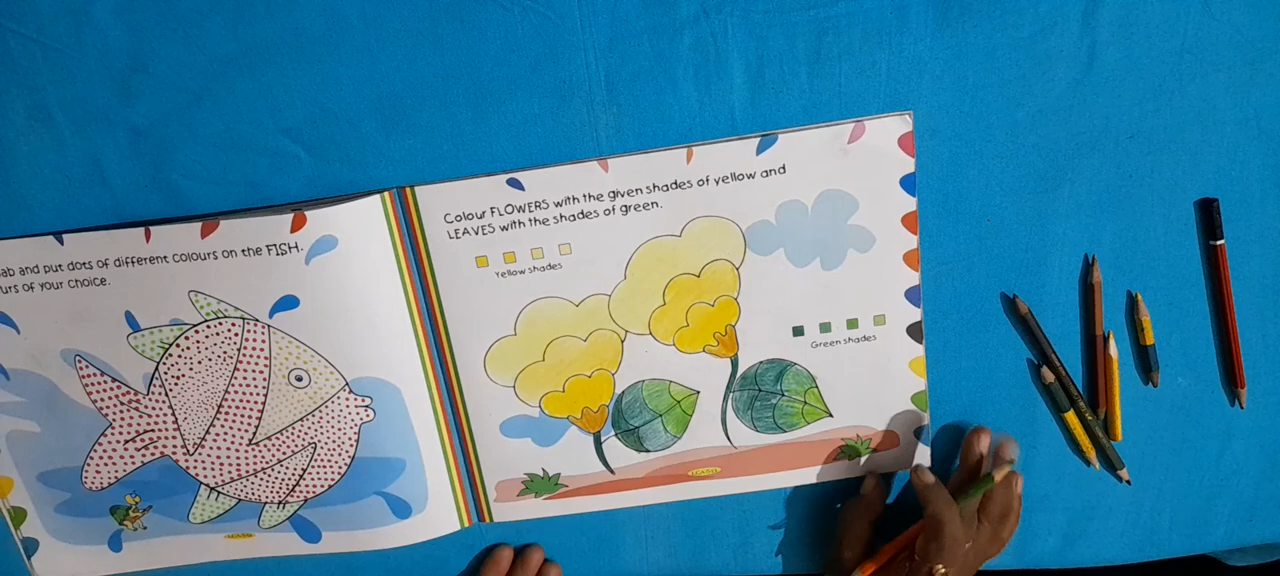 ab and put dots of different colours on the FISH.
urs of your choice.
Colour FLOWERS with the given shades of yellow and
LEAVES with the shades of green.
Yellow shades
Green shades